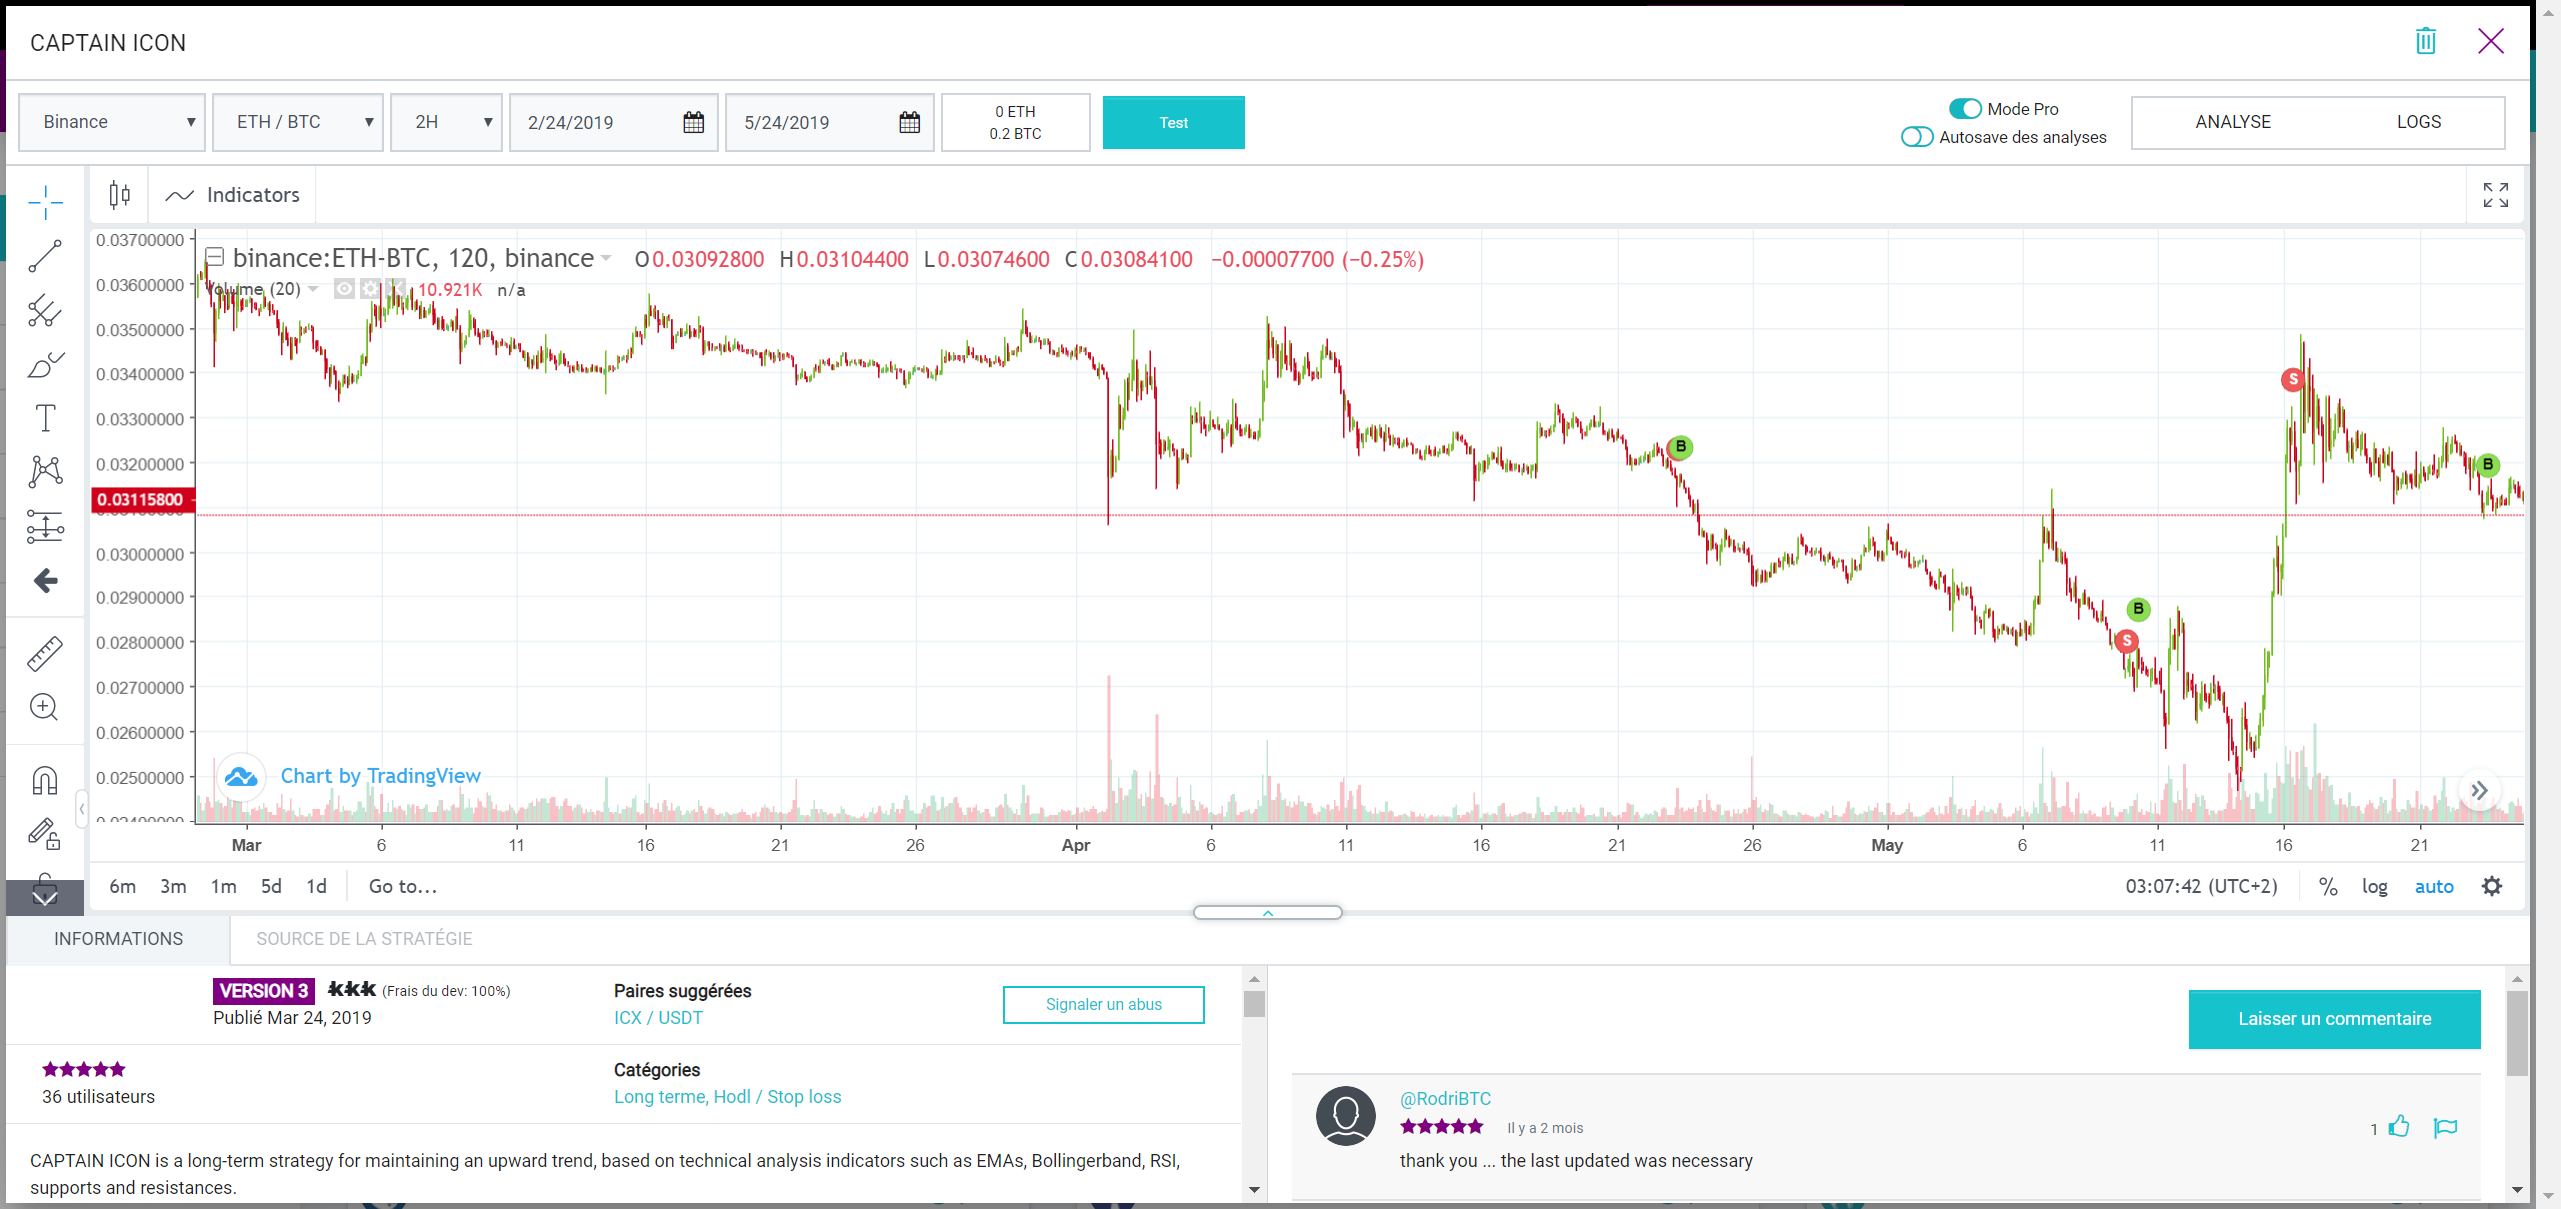 CAPTAIN ICON
Binance
ETH / BTC
2H
2/24/2019
5/24/2019
0 ETH
0.2 BTC
Test
Mode Pro
Autosave des analyses
ANALYSE
LOGS
Indicators
binance:ETH-BTC, 120, binance
O0.03092800 H0.03104400 L0.03074600 C0.03084100 −0.00007700 (−0.25%)
Volume (20) 10.921K n/a
0.03700000
0.03600000
0.03500000
0.03400000
0.03300000
0.03200000
0.03115800
0.03000000
0.02900000
0.02800000
0.02700000
0.02600000
0.02500000
0.02400000
B
S
B
B
S
Chart by TradingView
Mar 6 11 16 21 26 Apr 6 11 16 21 26 May 6 11 16 21
6m 3m 1m 5d 1d Go to...
03:07:42 (UTC+2) % log auto
INFORMATIONS
SOURCE DE LA STRATÉGIE
VERSION 3 (Frais du dev: 100%)
Publié Mar 24, 2019
Paires suggérées
ICX / USDT
Signaler un abus
36 utilisateurs
Catégories
Long terme, Hodl / Stop loss
CAPTAIN ICON is a long-term strategy for maintaining an upward trend, based on technical analysis indicators such as EMAs, Bollingerband, RSI,
supports and resistances.
Laisser un commentaire
@RodriBTC
Il y a 2 mois
1
thank you ... the last updated was necessary